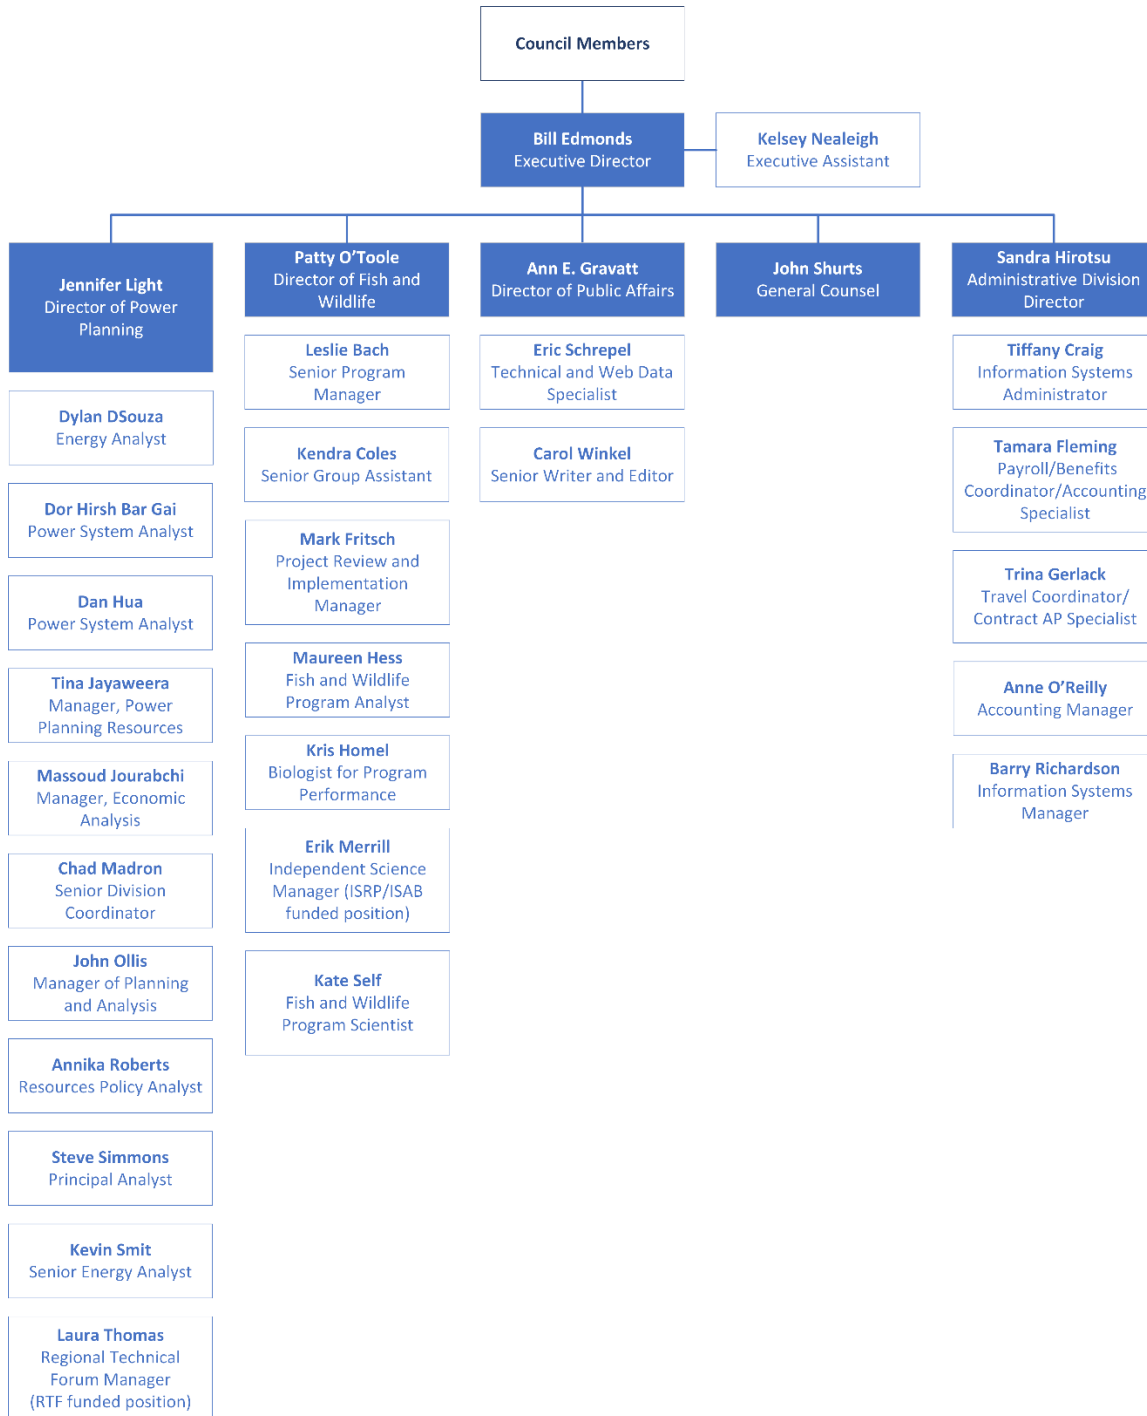 Council Members
Bill Edmonds
Executive Director
Kelsey Nealeigh
Executive Assistant
Jennifer Light
Director of Power
Planning
Dylan DSouza
Energy Analyst
Dor Hirsh Bar Gai
Power System Analyst
Dan Hua
Power System Analyst
Tina Jayaweera
Manager, Power
Planning Resources
Massoud Jourabchi
Manager, Economic
Analysis
Chad Madron
Senior Division
Coordinator
John Ollis
Manager of Planning
and Analysis
Annika Roberts
Resources Policy Analyst
Steve Simmons
Principal Analyst
Kevin Smit
Senior Energy Analyst
Laura Thomas
Regional Technical
Forum Manager
(RTF funded position)
Patty O’Toole
Director of Fish and
Wildlife
Leslie Bach
Senior Program
Manager
Kendra Coles
Senior Group Assistant
Mark Fritsch
Project Review and
Implementation
Manager
Maureen Hess
Fish and Wildlife
Program Analyst
Kris Homel
Biologist for Program
Performance
Erik Merrill
Independent Science
Manager (ISRP/ISAB
funded position)
Kate Self
Fish and Wildlife
Program Scientist
Ann E. Gravatt
Director of Public Affairs
Eric Schrepel
Technical and Web Data
Specialist
Carol Winkel
Senior Writer and Editor
John Shurts
General Counsel
Sandra Hirotsu
Administrative Division
Director
Tiffany Craig
Information Systems
Administrator
Tamara Fleming
Payroll/Benefits
Coordinator/Accounting
Specialist
Trina Gerlack
Travel Coordinator/
Contract AP Specialist
Anne O’Reilly
Accounting Manager
Barry Richardson
Information Systems
Manager